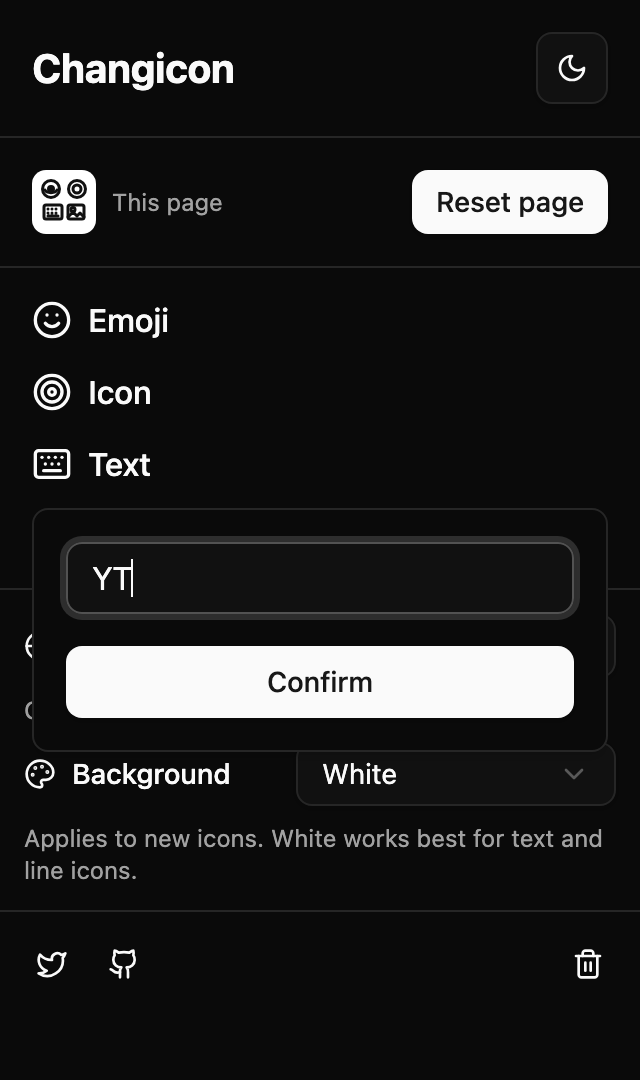 Changicon
This page
Reset page
Emoji
Icon
Text
YT
Confirm
Background
White
Applies to new icons. White works best for text and
line icons.